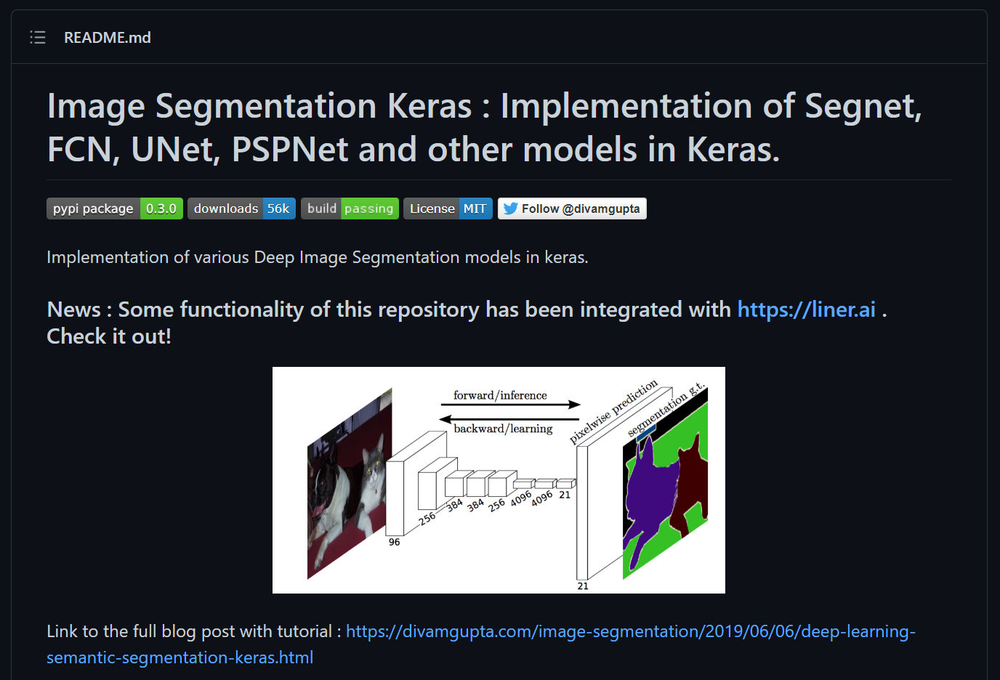 README.md
Image Segmentation Keras : Implementation of Segnet,
FCN, UNet, PSPNet and other models in Keras.
pypi package 0.3.0 downloads 56k build passing License MIT Follow @divamgupta
Implementation of various Deep Image Segmentation models in keras.
News : Some functionality of this repository has been integrated with https://liner.ai .
Check it out!
forward/inference
backward/learning
pixelwise prediction
segmentation g.t.
96
256
384
384
256
4096
4096
21
21
Link to the full blog post with tutorial : https://divamgupta.com/image-segmentation/2019/06/06/deep-learning-
semantic-segmentation-keras.html